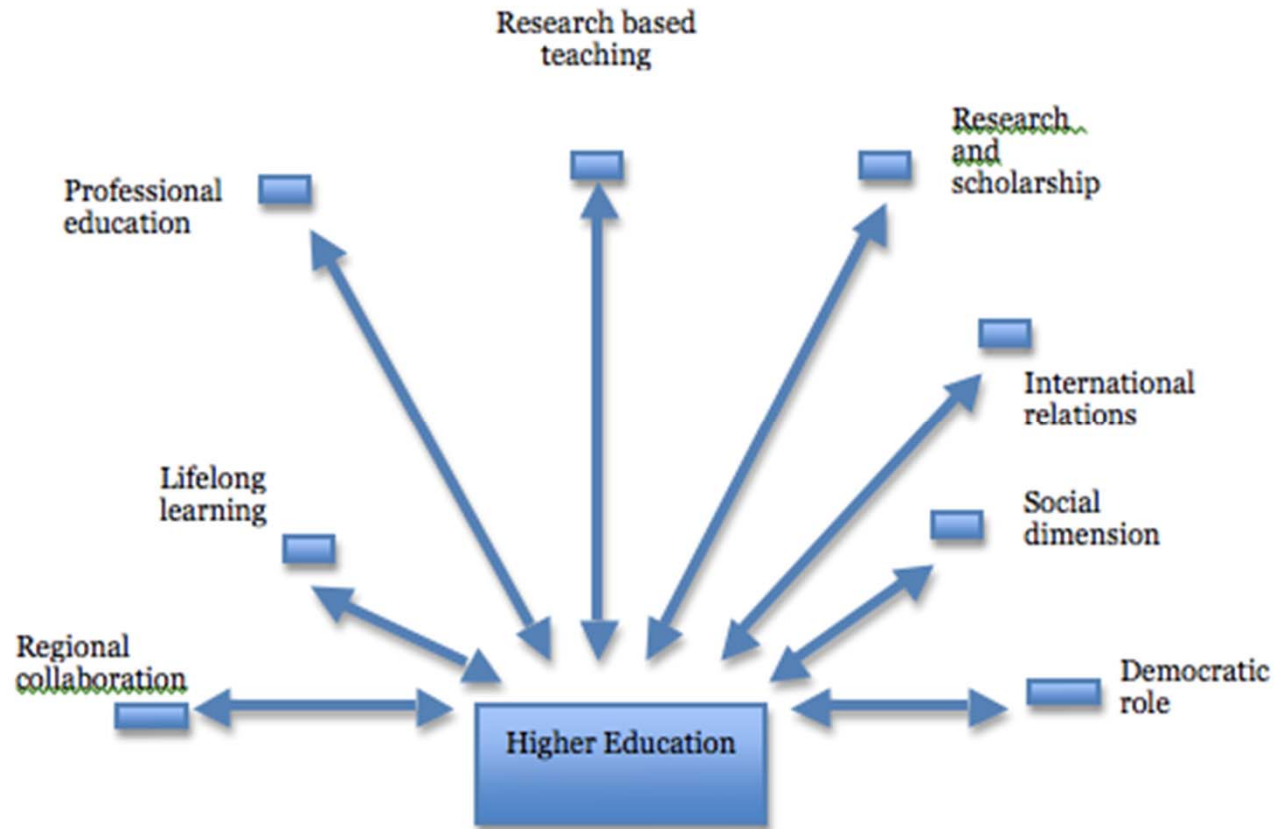 Research based
teaching
Research
and
scholarship
Professional
education
International
relations
Lifelong
learning
Social
dimension
Regional
collaboration
Democratic
role
Higher Education